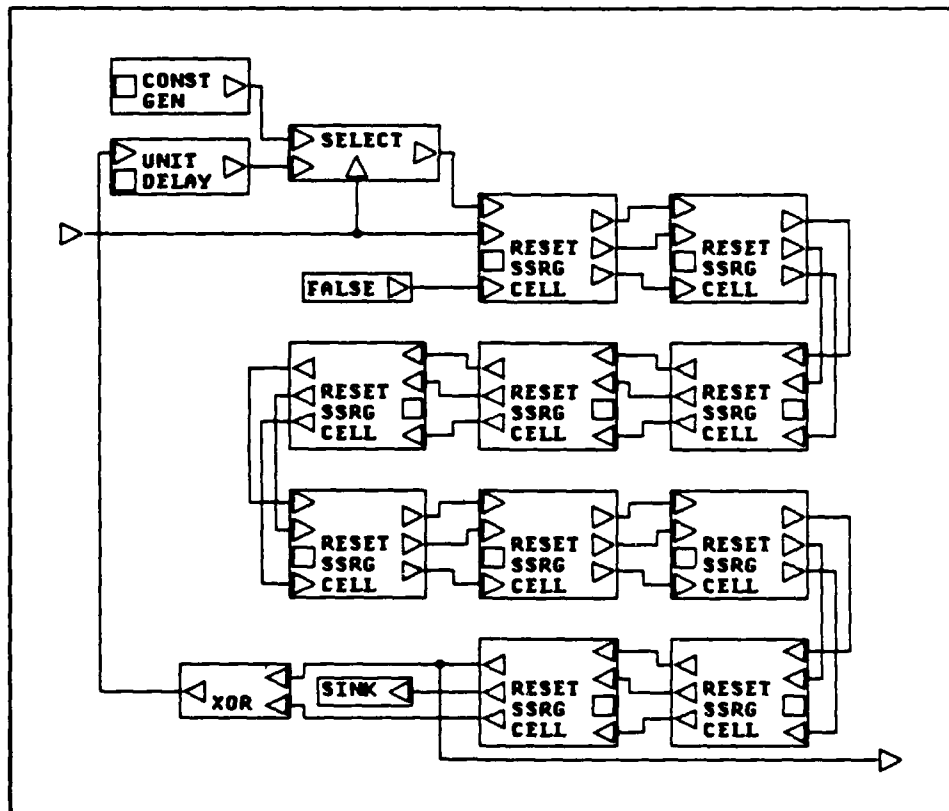 CONST
GEN
UNIT
DELAY
SELECT
RESET
SSRG
CELL
RESET
SSRG
CELL
FALSE
RESET
SSRG
CELL
RESET
SSRG
CELL
RESET
SSRG
CELL
RESET
SSRG
CELL
RESET
SSRG
CELL
RESET
SSRG
CELL
XOR
SINK
RESET
SSRG
CELL
RESET
SSRG
CELL